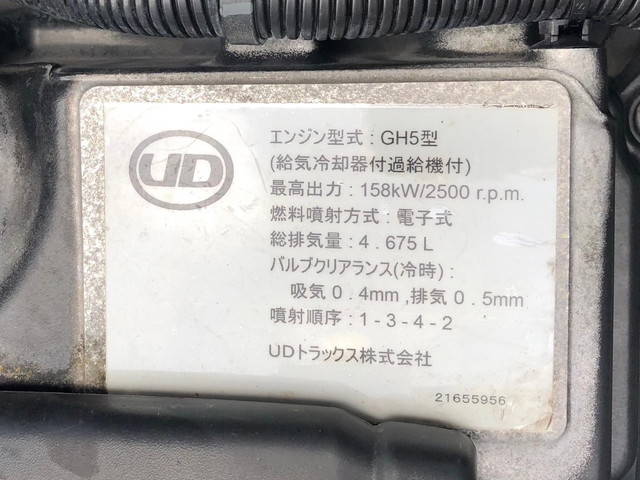 UD
エンジン型式 : GH5型
(給気冷却器付過給機付)
最高出力 : 158kW/2500 r.p.m.
燃料噴射方式 : 電子式
総排気量 : 4 . 675 L
バルブクリアランス(冷時) :
吸気 0 . 4mm , 排気 0 . 5mm
噴射順序 : 1 - 3 - 4 - 2
UDトラックス株式会社
21655956